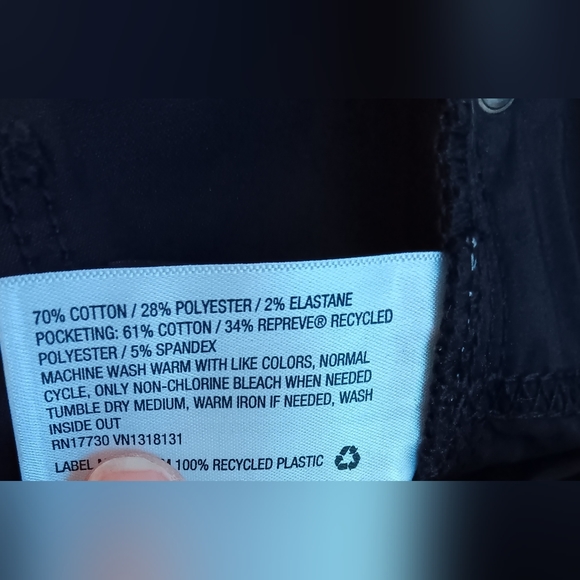 70% COTTON / 28% POLYESTER / 2% ELASTANE
POCKETING: 61% COTTON / 34% REPREVE® RECYCLED
POLYESTER / 5% SPANDEX
MACHINE WASH WARM WITH LIKE COLORS, NORMAL
CYCLE, ONLY NON-CHLORINE BLEACH WHEN NEEDED
TUMBLE DRY MEDIUM, WARM IRON IF NEEDED, WASH
INSIDE OUT
RN17730 VN1318131
LABEL 100% RECYCLED PLASTIC